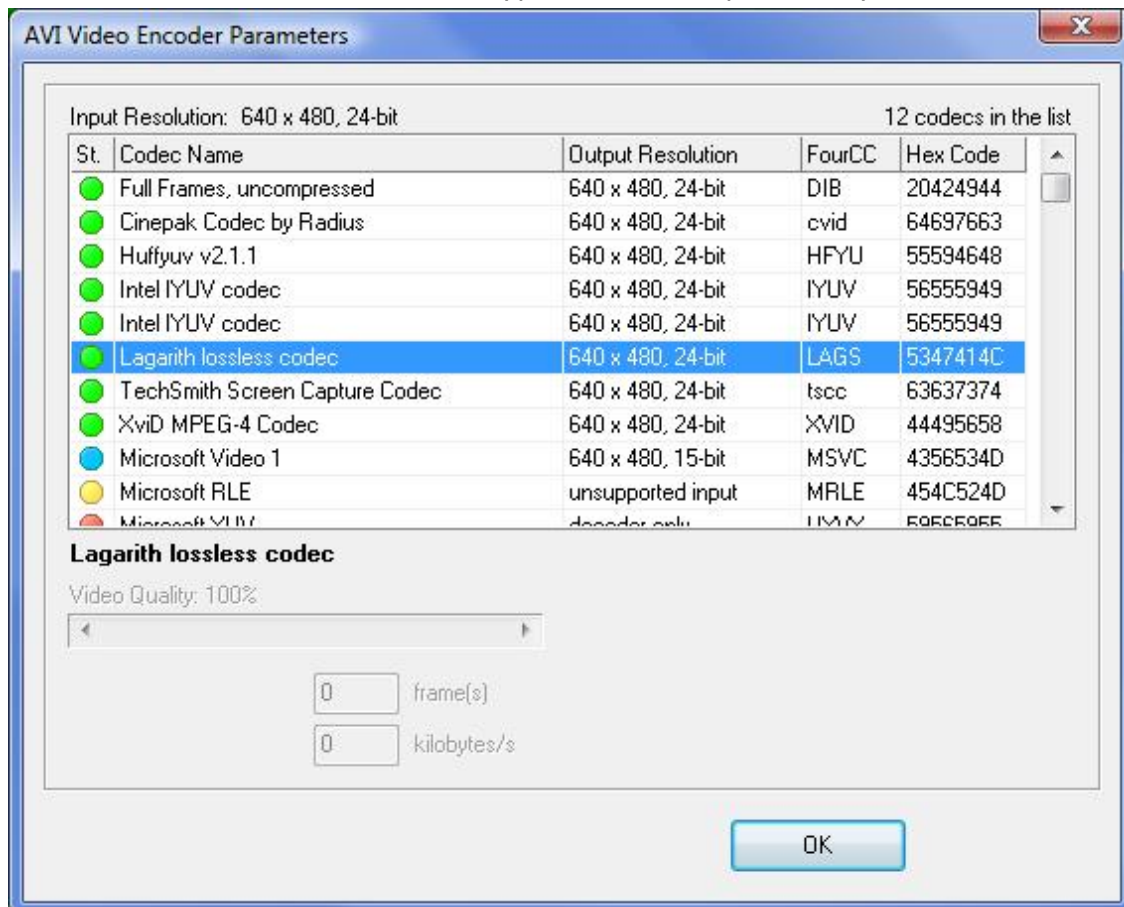 AVI Video Encoder Parameters
Input Resolution: 640 x 480, 24-bit 12 codecs in the list
St. Codec Name Output Resolution FourCC Hex Code
Full Frames, uncompressed 640 x 480, 24-bit DIB 20424944
Cinepak Codec by Radius 640 x 480, 24-bit cvid 64697663
Huffyuv v2.1.1 640 x 480, 24-bit HFYU 55594648
Intel IYUV codec 640 x 480, 24-bit IYUV 56555949
Intel IYUV codec 640 x 480, 24-bit IYUV 56555949
Lagarith lossless codec 640 x 480, 24-bit LAGS 5347414C
TechSmith Screen Capture Codec 640 x 480, 24-bit tscc 63637374
XviD MPEG-4 Codec 640 x 480, 24-bit XVID 44495658
Microsoft Video 1 640 x 480, 15-bit MSVC 4356534D
Microsoft RLE unsupported input MRLE 454C524D
Microsoft YUV decoder only UYVY 59565955
Lagarith lossless codec
Video Quality: 100%
0 frame(s)
0 kilobytes/s
OK